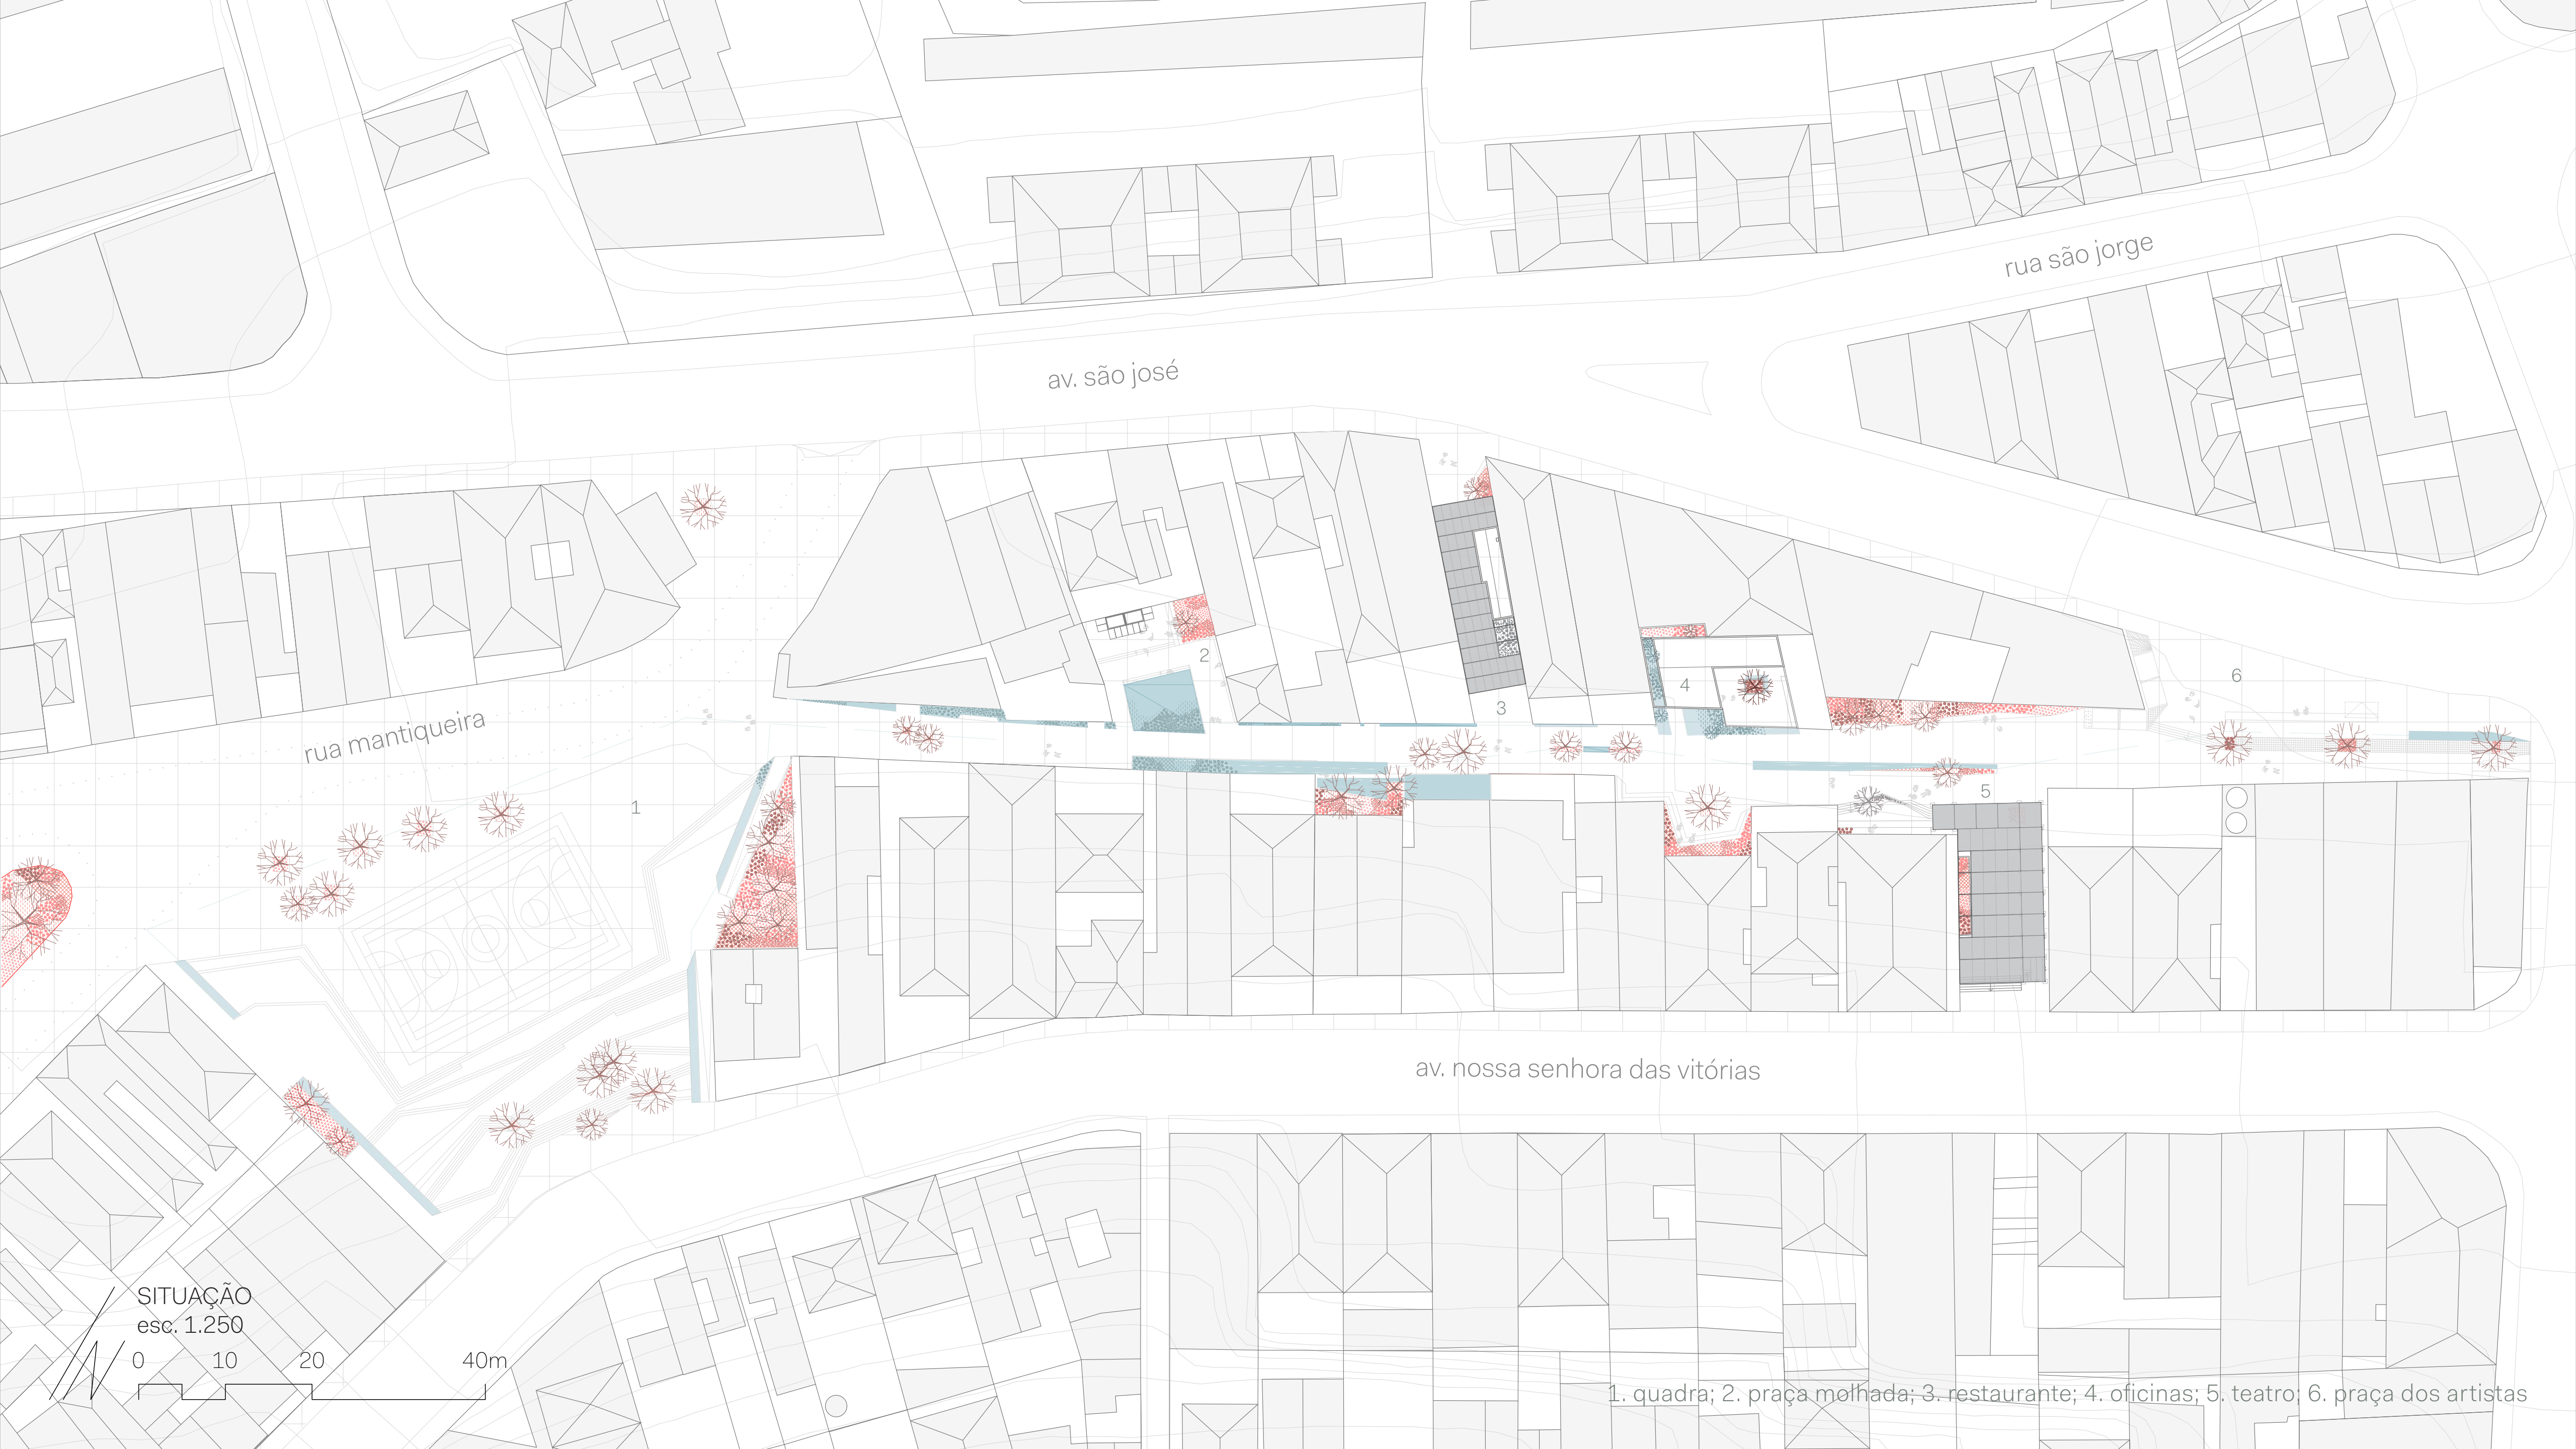 rua são jorge
av. são josé
6
2
4
3
rua mantiqueira
5
1
av. nossa senhora das vitórias
SITUAÇÃO
esc. 1.250
0 10 20 40m
1. quadra; 2. praça molhada; 3. restaurante; 4. oficinas; 5. teatro; 6. praça dos artistas